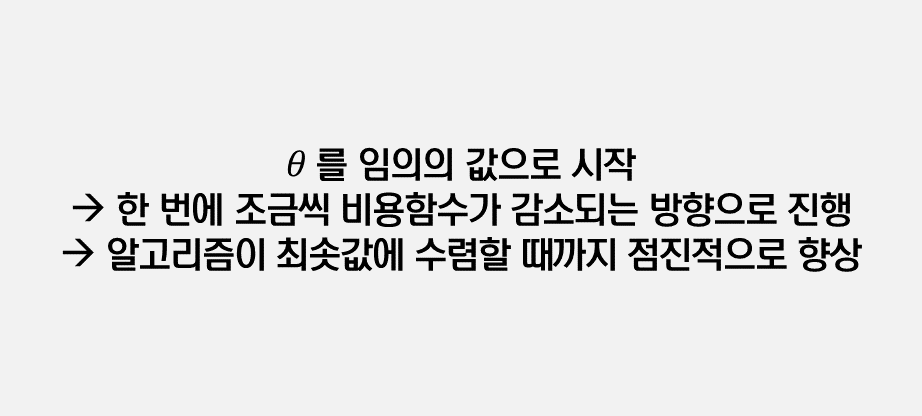 θ 를 임의의 값으로 시작
→ 한 번에 조금씩 비용함수가 감소되는 방향으로 진행
→ 알고리즘이 최솟값에 수렴할 때까지 점진적으로 향상